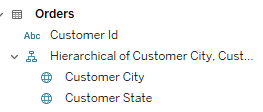 Orders
Abc Customer Id
Hierarchical of Customer City, Cust...
Customer City
Customer State